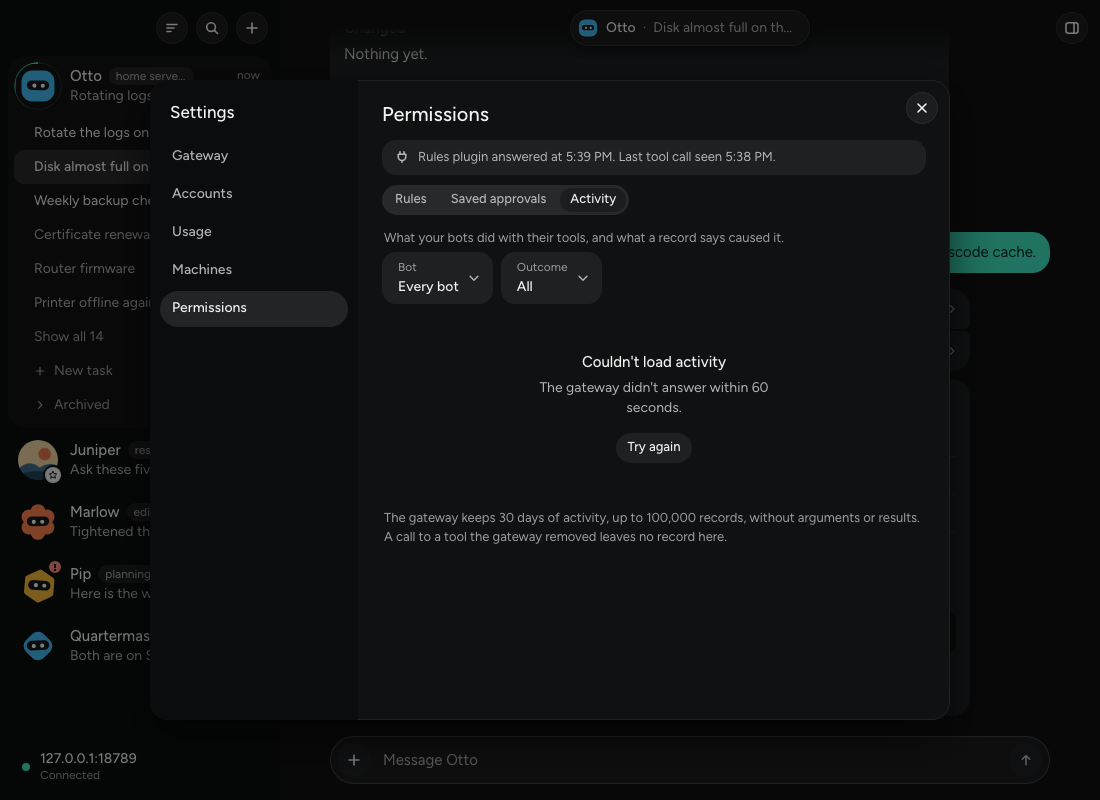 Otto · Disk almost full on th...
Nothing yet.
Otto
home serve...
now
Rotating logs
Rotate the logs on
Disk almost full on
Weekly backup che
Certificate renewa
Router firmware
Printer offline again
Show all 14
New task
Archived
Juniper
res
Ask these fiv
Marlow
edi
Tightened th
Pip
planning
Here is the w
Quartermas
Both are on S
127.0.0.1:18789
Connected
Settings
Gateway
Accounts
Usage
Machines
Permissions
Permissions
Rules plugin answered at 5:39 PM. Last tool call seen 5:38 PM.
Rules
Saved approvals
Activity
What your bots did with their tools, and what a record says caused it.
Bot
Every bot
Outcome
All
Couldn't load activity
The gateway didn't answer within 60
seconds.
Try again
The gateway keeps 30 days of activity, up to 100,000 records, without arguments or results.
A call to a tool the gateway removed leaves no record here.
scode cache.
Message Otto